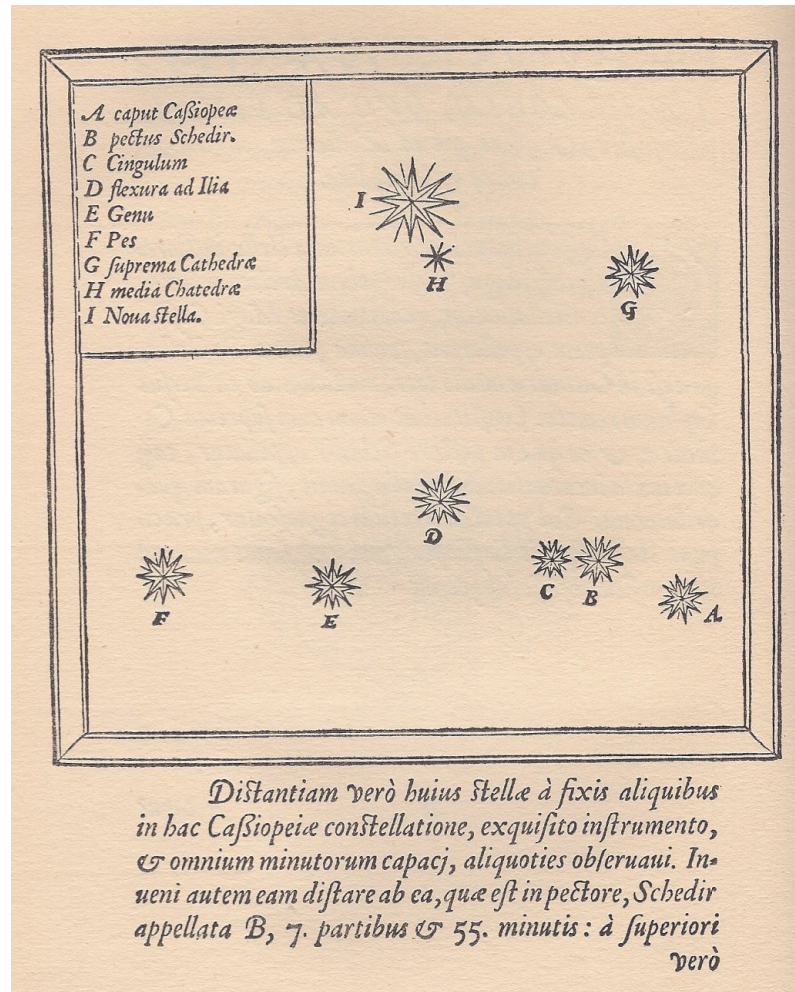 A caput Caſsiopeæ
B pectus Schedir.
C Cingulum
D flexura ad Ilia
E Genu
F Pes
G ſuprema Cathedræ
H media Chatedræ
I Noua ſtella.
I
H
G
D
C
B
A
E
F
Diſtantiam verò huius ſtellæ à fixis aliquibus
in hac Caſsiopeiæ conſtellatione, exquiſito inſtrumento,
& omnium minutorum capacj, aliquoties obſeruaui. In-
ueni autem eam diſtare ab ea, quæ eſt in pectore, Schedir
appellata B, 7. partibus & 55. minutis: à ſuperiori
verò